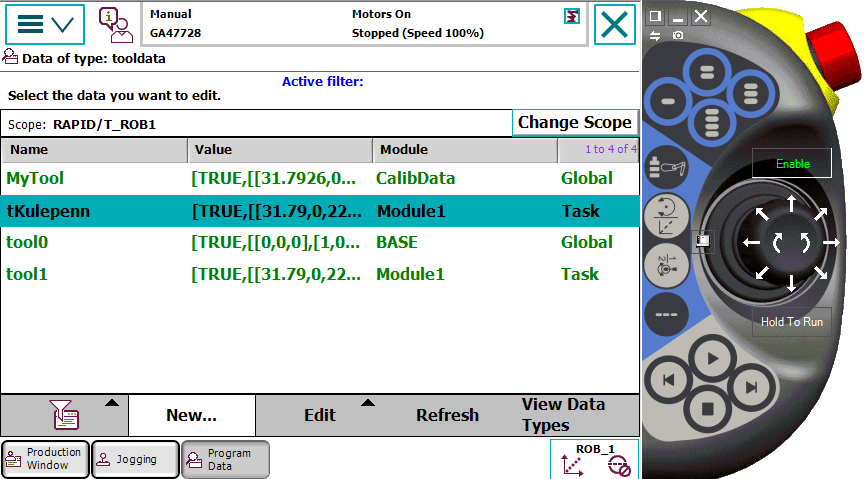 Manual
GA47728
Motors On
Stopped (Speed 100%)
Data of type: tooldata
Active filter:
Select the data you want to edit.
Scope: RAPID/T_ROB1
Change Scope
Name Value Module 1 to 4 of 4
MyTool [TRUE,[[31.7926,0... CalibData Global
tKulepenn [TRUE,[[31.79,0,22... Module1 Task
tool0 [TRUE,[[0,0,0],[1,0... BASE Global
tool1 [TRUE,[[31.79,0,22... Module1 Task
New... Edit Refresh View Data Types
Production Window
Jogging
Program Data
ROB_1
Enable
Hold To Run